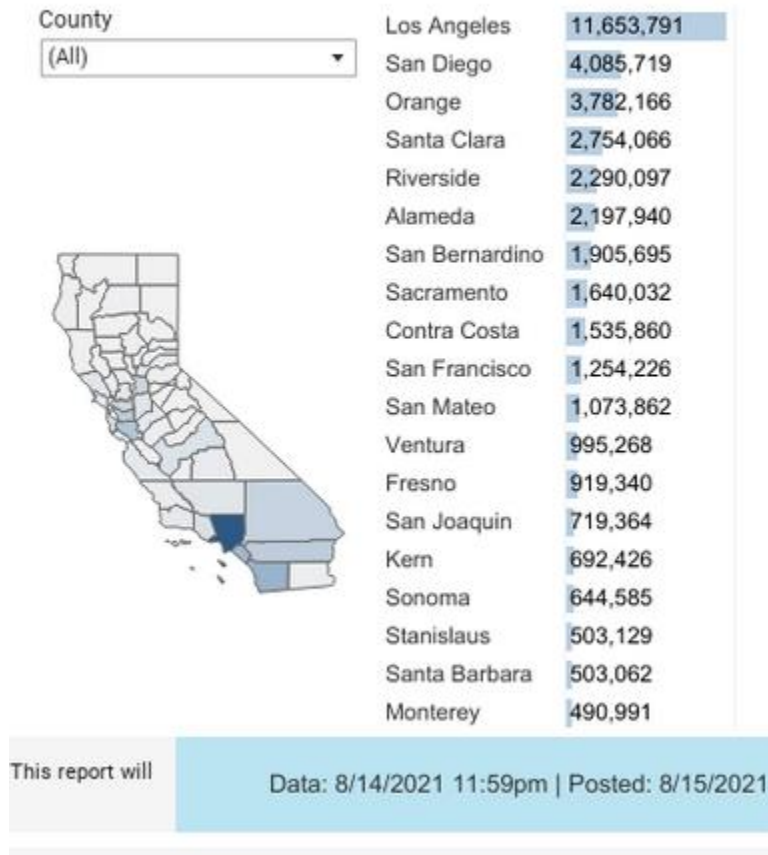 County
(All)
Los Angeles 11,653,791
San Diego 4,085,719
Orange 3,782,166
Santa Clara 2,754,066
Riverside 2,290,097
Alameda 2,197,940
San Bernardino 1,905,695
Sacramento 1,640,032
Contra Costa 1,535,860
San Francisco 1,254,226
San Mateo 1,073,862
Ventura 995,268
Fresno 919,340
San Joaquin 719,364
Kern 692,426
Sonoma 644,585
Stanislaus 503,129
Santa Barbara 503,062
Monterey 490,991
This report will
Data: 8/14/2021 11:59pm | Posted: 8/15/2021